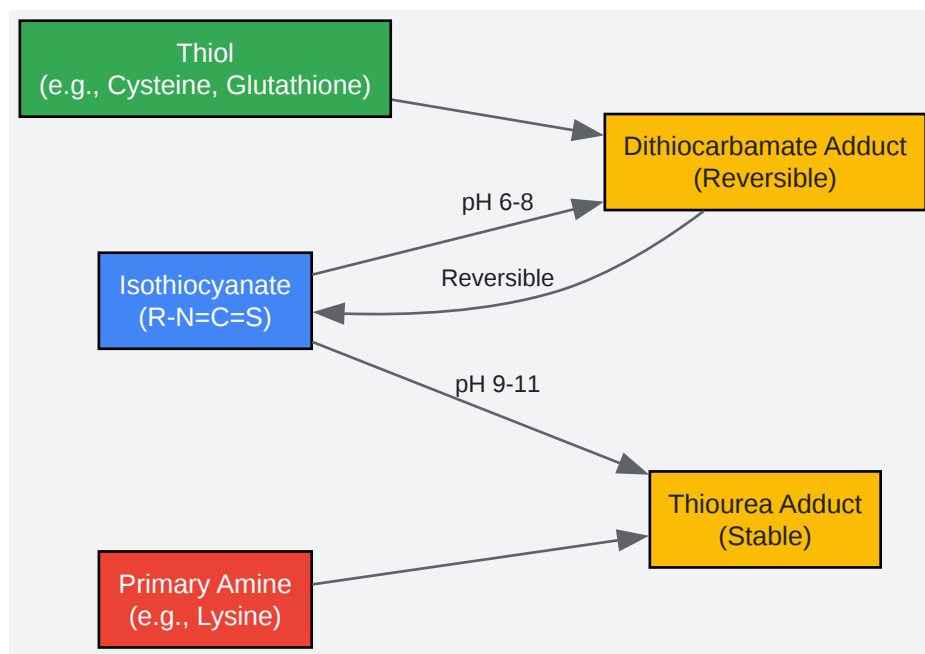 Thiol
(e.g., Cysteine, Glutathione)
Dithiocarbamate Adduct
(Reversible)
pH 6-8
Reversible
Isothiocyanate
(R-N=C=S)
pH 9-11
Thiourea Adduct
(Stable)
Primary Amine
(e.g., Lysine)